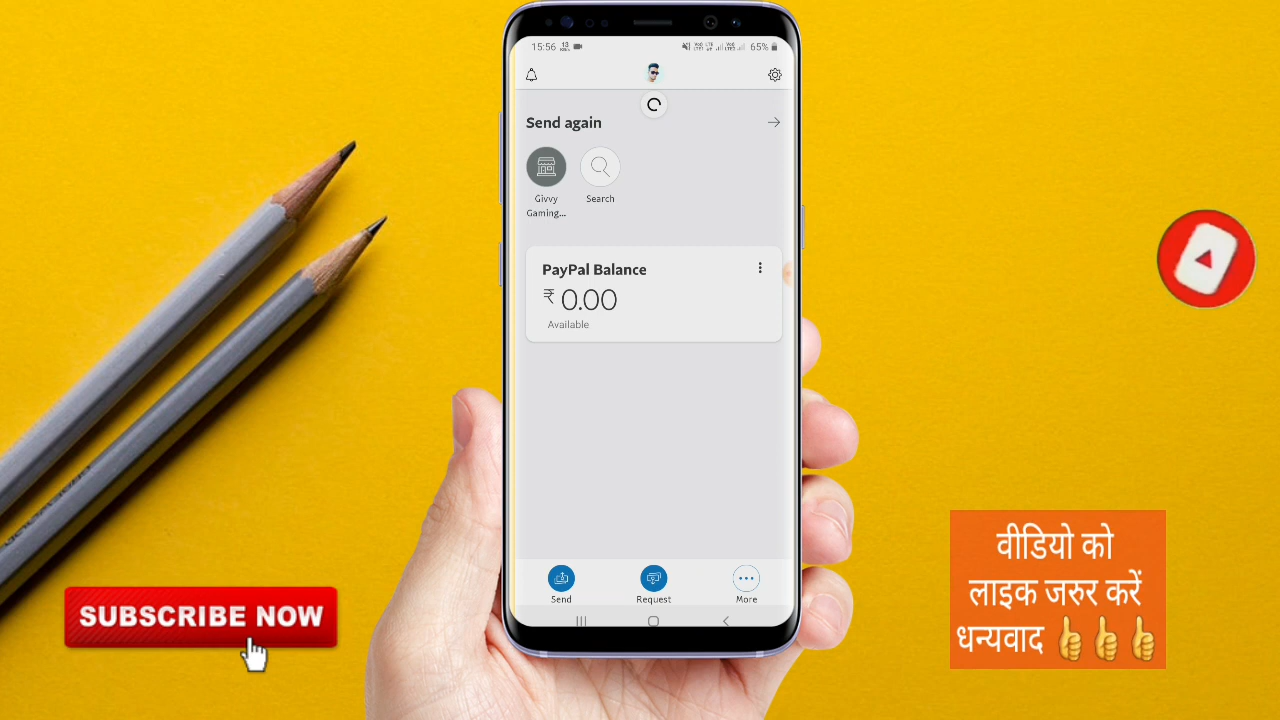 15:56
65%
Send again
Givvy
Gaming...
Search
PayPal Balance
₹ 0.00
Available
Send
Request
More
SUBSCRIBE NOW
वीडियो को
लाइक जरुर करें
धन्यवाद 👍👍👍